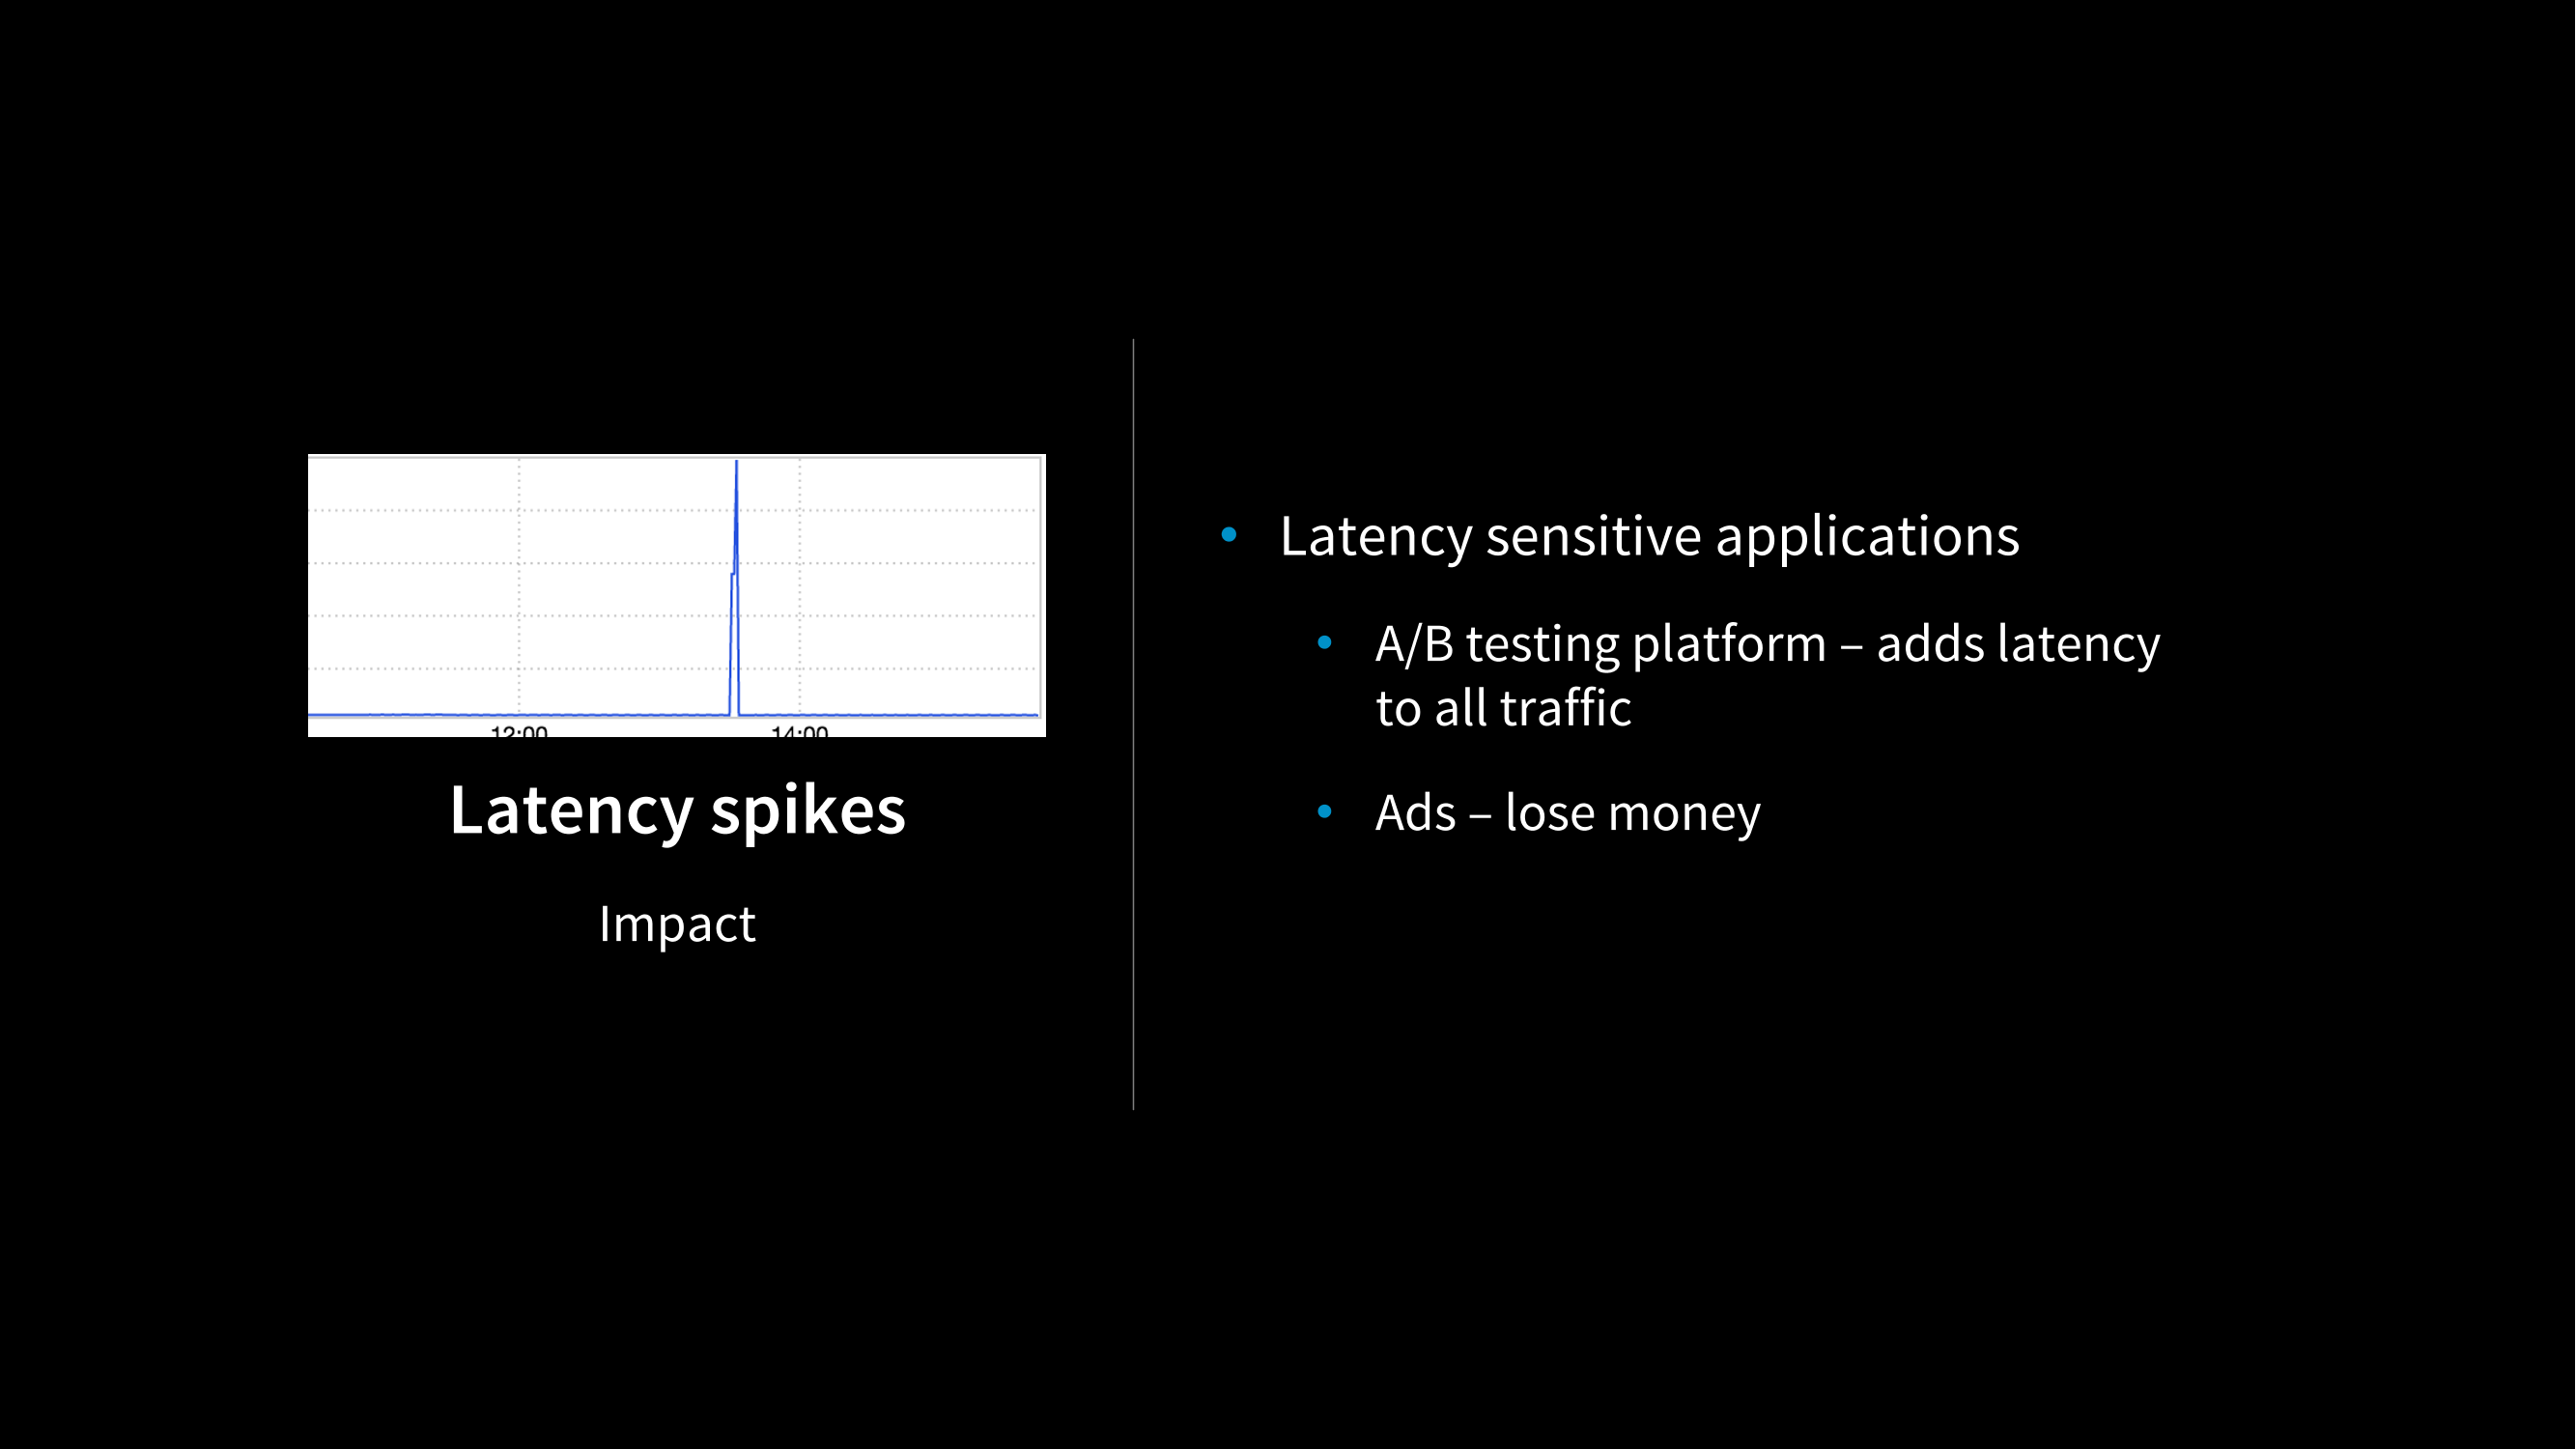 12:00
14:00
Latency spikes
Impact
• Latency sensitive applications
• A/B testing platform – adds latency
to all traffic
• Ads – lose money